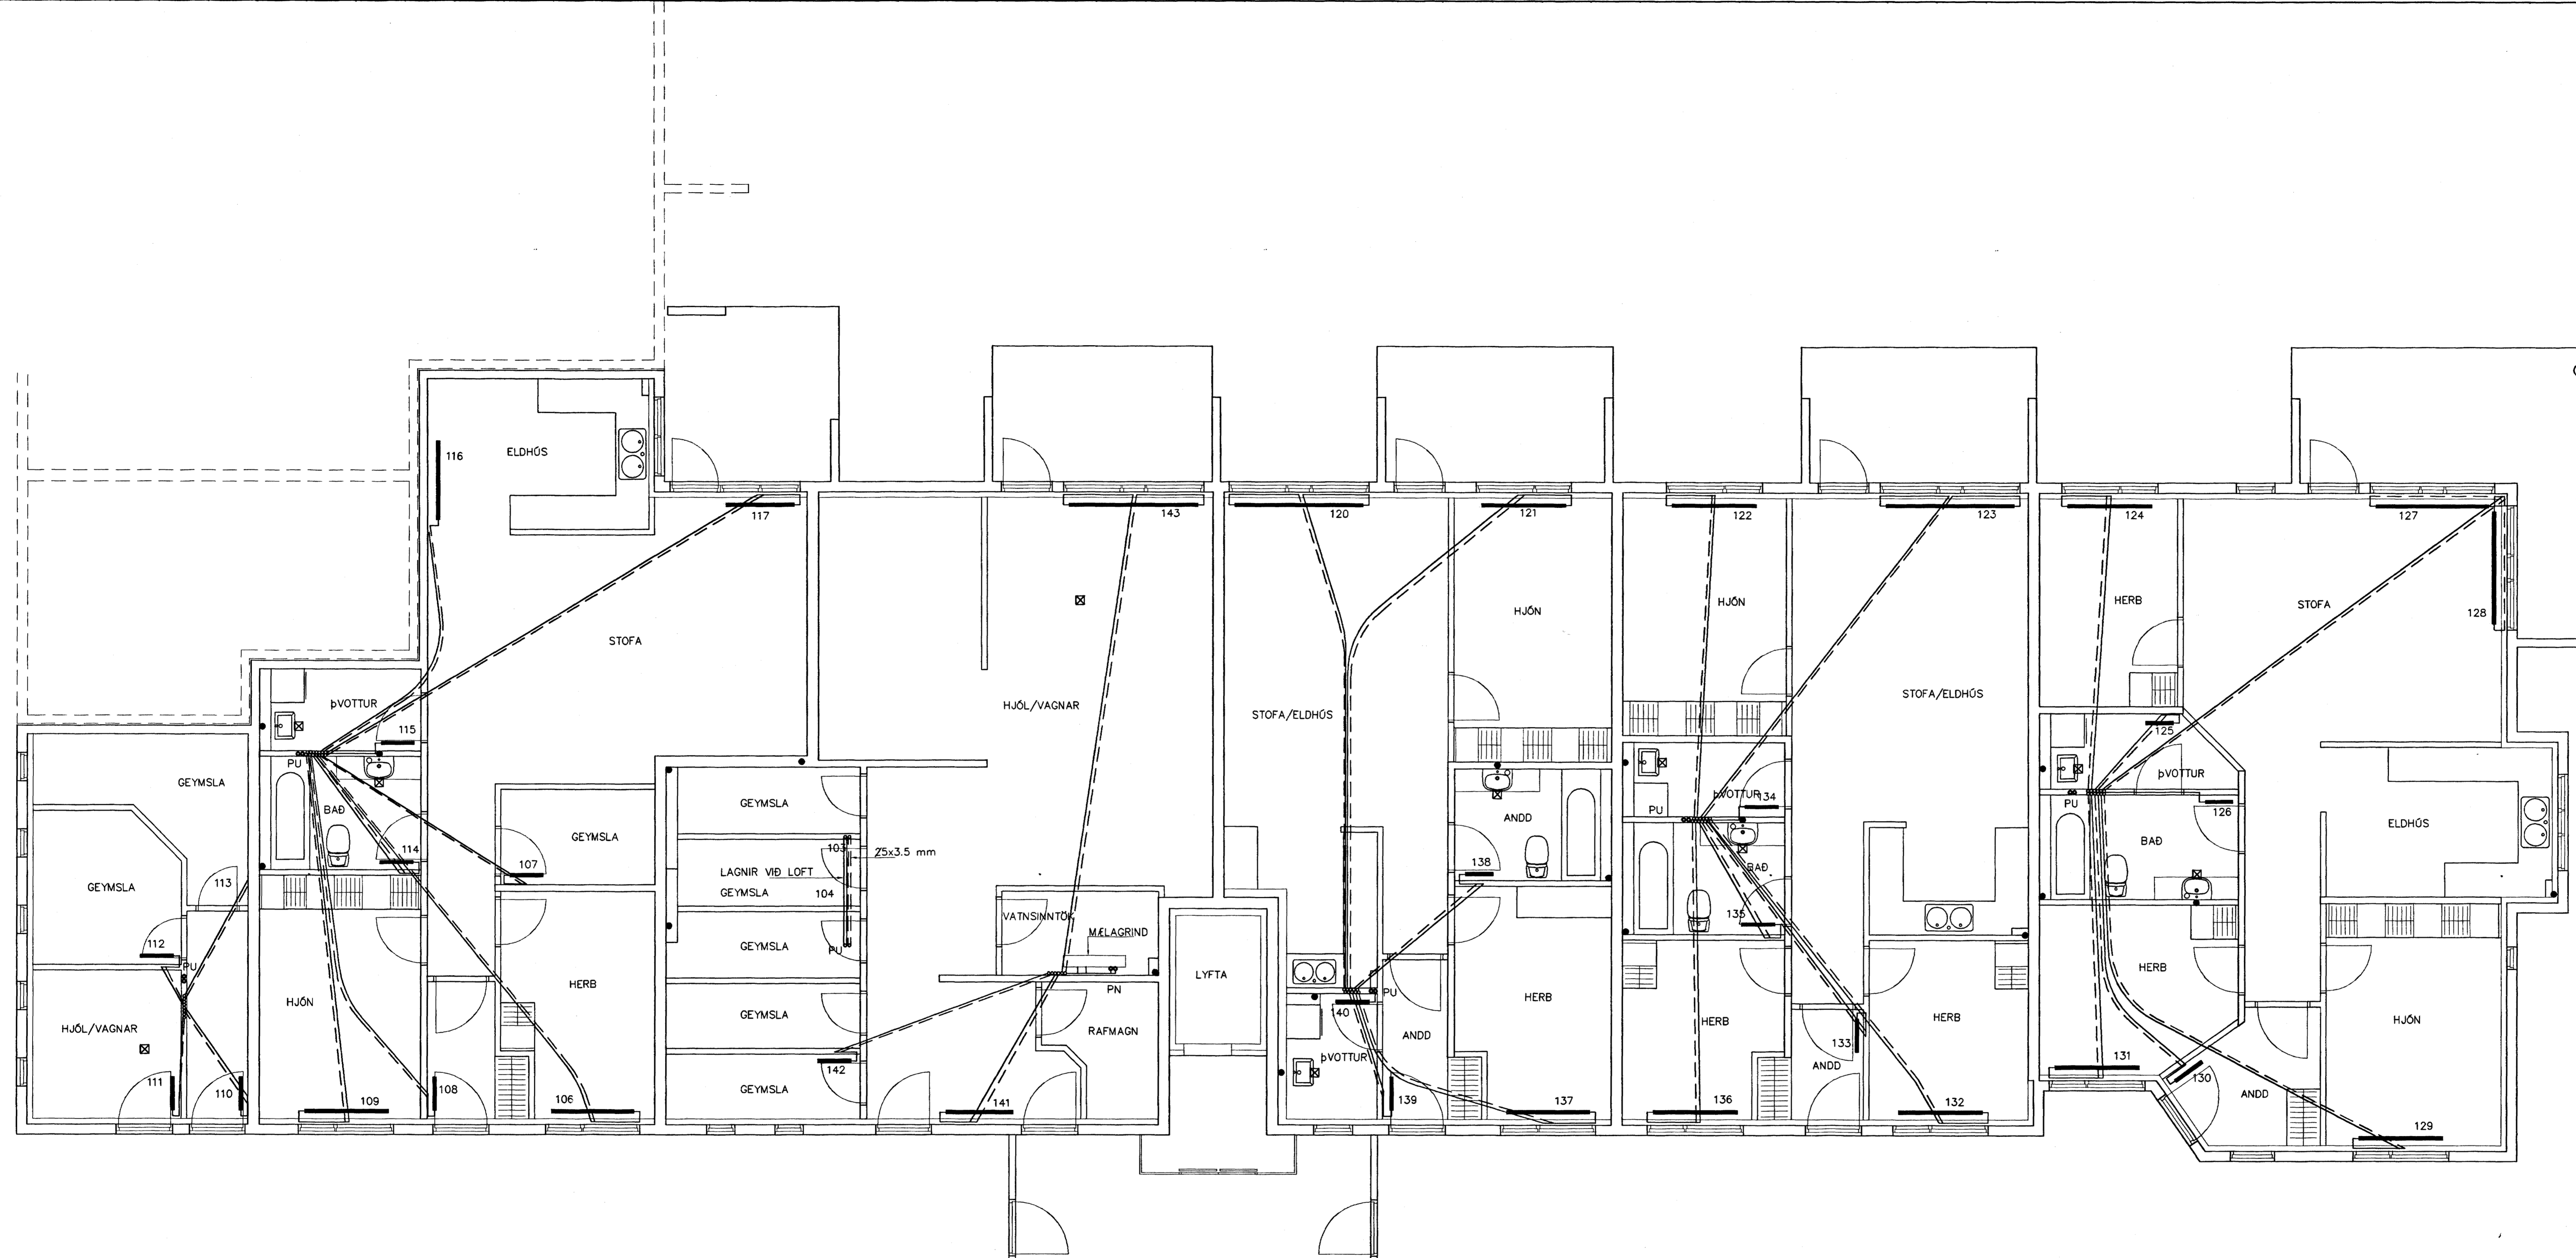 116
ELDHÚS
117
143
120
121
122
123
124
127
STOFA
HJÓL/VAGNAR
STOFA/ELDHÚS
HJÓN
HJÓN
STOFA/ELDHÚS
HERB
STOFA
128
ÞVOTTUR
115
PU
BAÐ
114
107
GEYMSLA
GEYMSLA
GEYMSLA
113
112
PU
HJÓL/VAGNAR
111
110
HJÓN
109
108
106
HERB
GEYMSLA
103
25x3.5 mm
LAGNIR VIÐ LOFT
GEYMSLA
104
GEYMSLA
PU
GEYMSLA
142
GEYMSLA
VATNSINNTÖK
MÆLAGRIND
PN
RAFMAGN
141
LYFTA
ANDD
138
PU
140
ÞVOTTUR
ANDD
139
HERB
137
PU
ÞVOTTUR
134
BAÐ
135
HERB
136
ANDD
133
HERB
132
125
ÞVOTTUR
PU
126
BAÐ
ELDHÚS
HERB
131
130
ANDD
HJÓN
129